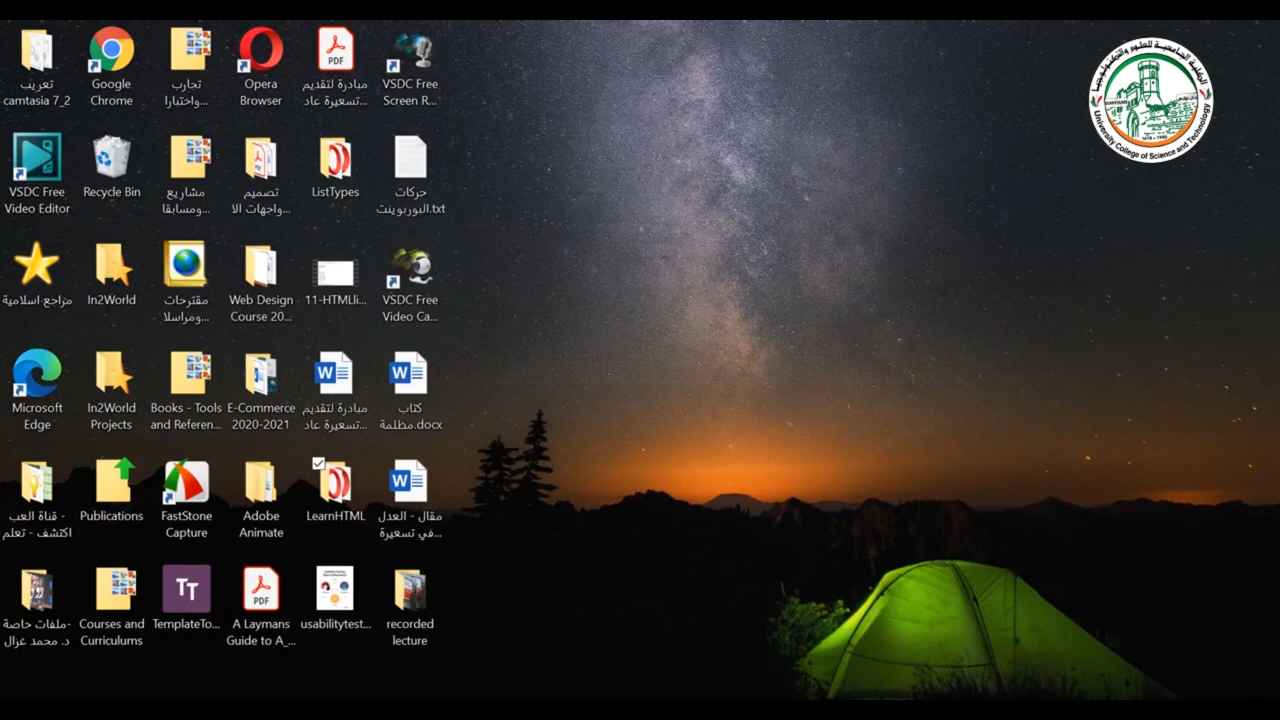 تعريب
camtasia 7_2
Google
Chrome
تجارب
واختبارا...
Opera
Browser
PDF
مبادرة لتقديم
تسعيرة عاد...
VSDC Free
Screen R...
VSDC Free
Video Editor
Recycle Bin
مشاريع
ومسابقا...
تصميم
واجهات الا...
ListTypes
حركات
البوربوينت.txt
مراجع اسلامية
In2World
مقترحات
ومراسلا...
Web Design
Course 20...
11-HTMLli...
VSDC Free
Video Ca...
Microsoft
Edge
In2World
Projects
Books - Tools
and Referen...
E-Commerce
2020-2021
مبادرة لتقديم
تسعيرة عاد...
كتاب
مظلمة.docx
قناة العب -
اكتشف - تعلم
Publications
FastStone
Capture
Adobe
Animate
LearnHTML
مقال - العدل
في تسعيرة...
ملفات خاصة-
د. محمد غزال
Courses and
Curriculums
TT
TemplateTo...
PDF
A Laymans
Guide to A_...
usabilitytest...
recorded
lecture
الكلية الجامعية للعلوم والتكنولوجيا
University College of Science and Technology